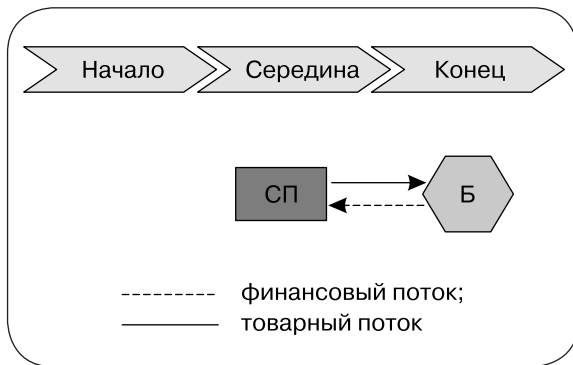 Начало Середина Конец
СП Б
финансовый поток;
товарный поток